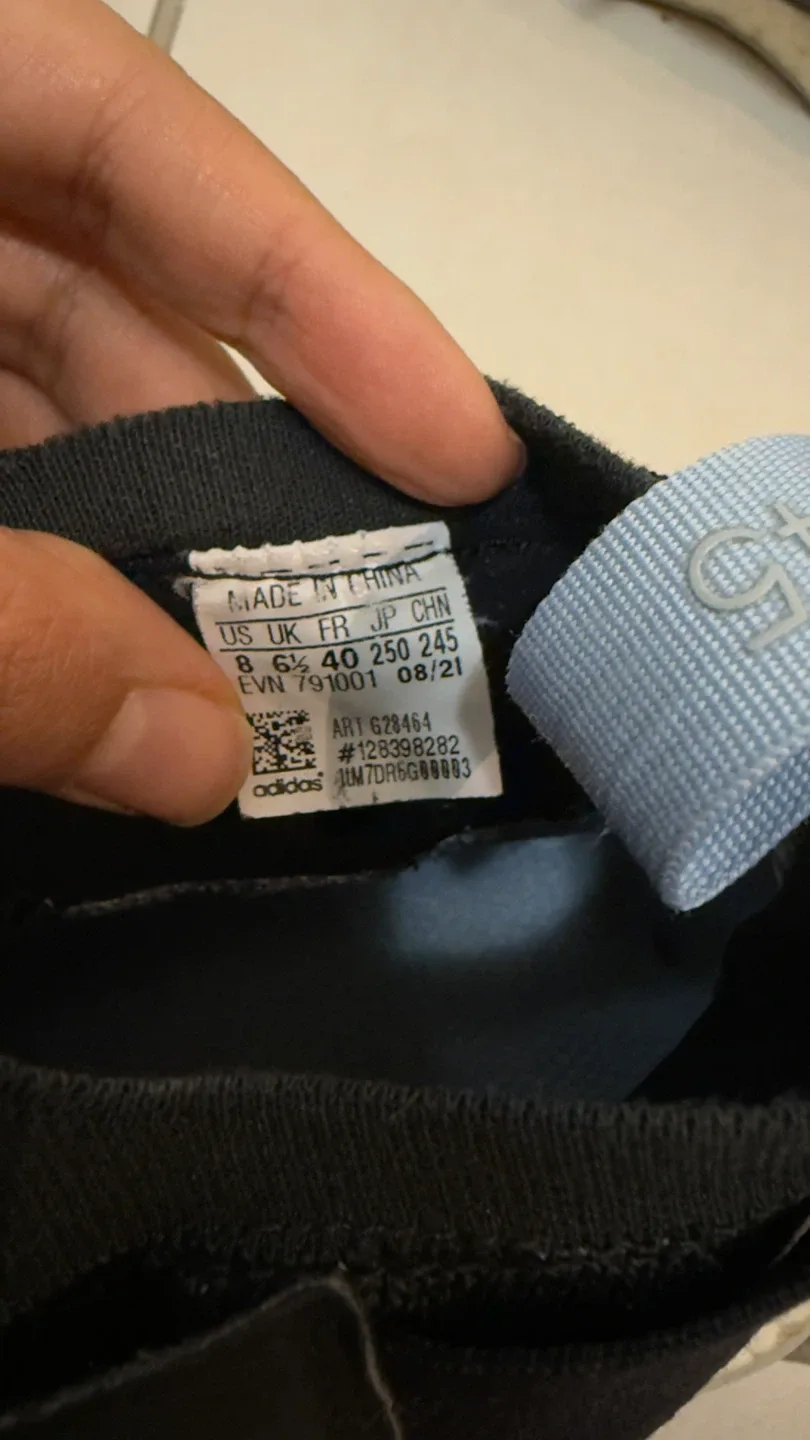 MADE IN CHINA
US UK FR JP CHN
8 6½ 40 250 245
EVN 791001 08/21
ART G28464
#128398282
adidas